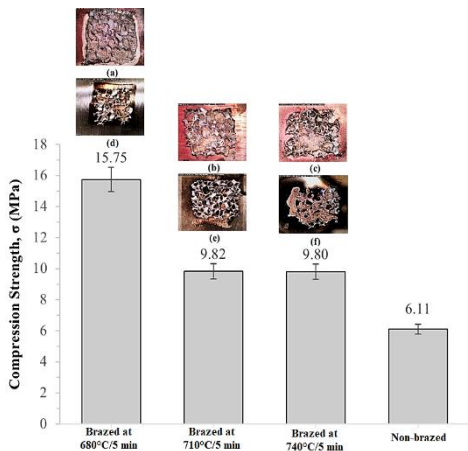 (a)
(d)
(b)
(c)
(e)
(f)
18
16
14
12
10
8
6
4
2
0
Compression Strength, σ (MPa)
15.75
9.82
9.80
6.11
Brazed at
680°C/5 min
Brazed at
710°C/5 min
Brazed at
740°C/5 min
Non-brazed